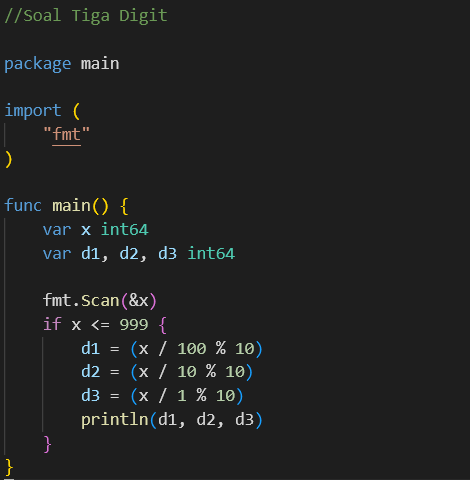 //Soal Tiga Digit
package main
import (
"fmt"
)
func main() {
var x int64
var d1, d2, d3 int64
fmt.Scan(&x)
if x <= 999 {
d1 = (x / 100 % 10)
d2 = (x / 10 % 10)
d3 = (x / 1 % 10)
println(d1, d2, d3)
}
}